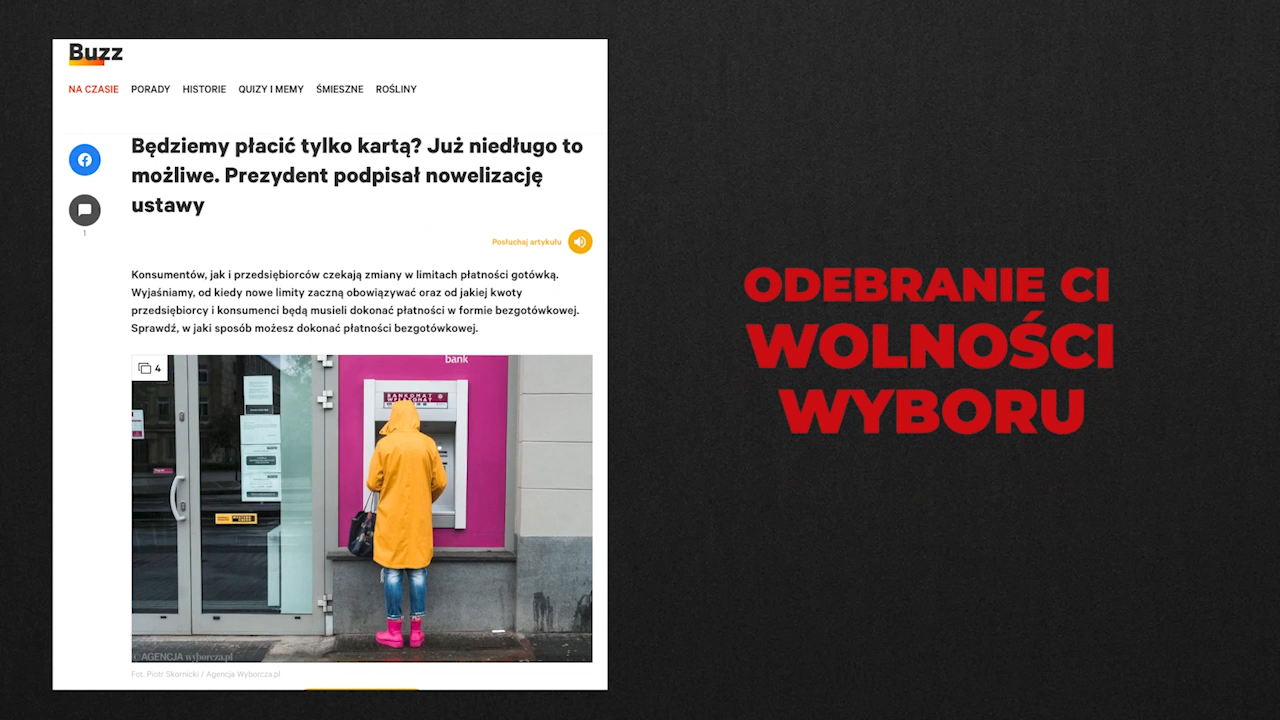 Buzz
NA CZASIE PORADY HISTORIE QUIZY I MEMY ŚMIESZNE ROŚLINY
Będziemy płacić tylko kartą? Już niedługo to
możliwe. Prezydent podpisał nowelizację
ustawy
1
Posłuchaj artykułu
Konsumentów, jak i przedsiębiorców czekają zmiany w limitach płatności gotówką.
Wyjaśniamy, od kiedy nowe limity zaczną obowiązywać oraz od jakiej kwoty
przedsiębiorcy i konsumenci będą musieli dokonać płatności w formie bezgotówkowej.
Sprawdź, w jaki sposób możesz dokonać płatności bezgotówkowej.
4
bank
BANKOMAT
© AGENCJA wyborcza.pl
Fot. Piotr Skornicki / Agencja Wyborcza.pl
ODEBRANIE CI
WOLNOŚCI
WYBORU